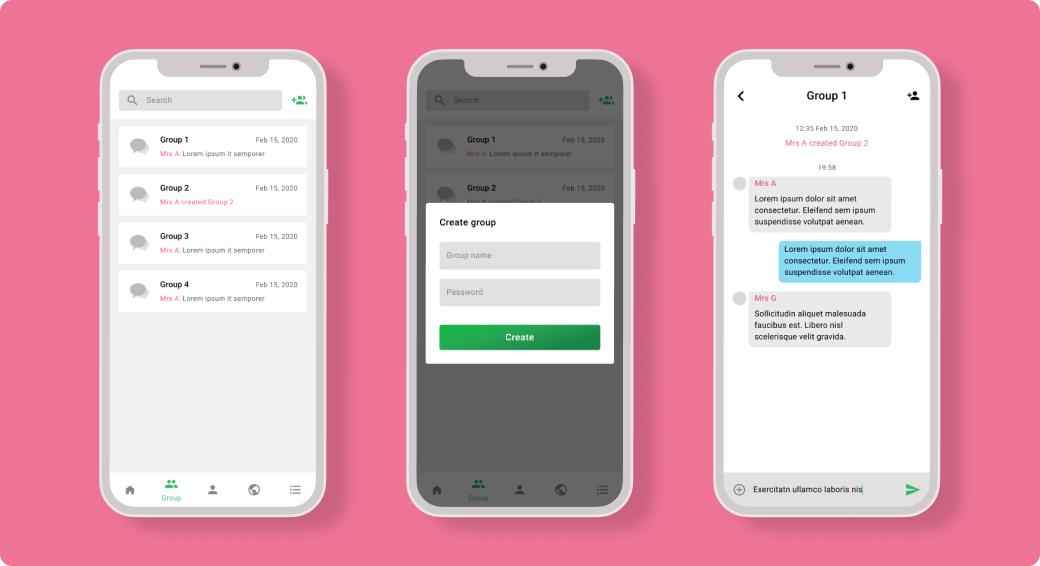 Search
Group 1
Feb 15, 2020
Mrs A: Lorem ipsum it semporer
Group 2
Feb 15, 2020
Mrs A created Group 2
Group 3
Feb 15, 2020
Mrs A: Lorem ipsum it semporer
Group 4
Feb 15, 2020
Mrs A: Lorem ipsum it semporer
Group
Search
Group 1
Feb 15, 2020
Mrs A: Lorem ipsum it semporer
Group 2
Feb 15, 2020
Mrs A created Group 2
Create group
Group name
Password
Create
Group
Group 1
12:35 Feb 15, 2020
Mrs A created Group 2
19:58
Mrs A
Lorem ipsum dolor sit amet
consectetur. Eleifend sem ipsum
suspendisse volutpat aenean.
Lorem ipsum dolor sit amet
consectetur. Eleifend sem ipsum
suspendisse volutpat aenean.
Mrs G
Sollicitudin aliquet malesuada
faucibus est. Libero nisl
scelerisque velit gravida.
Exercitatn ullamco laboris nis